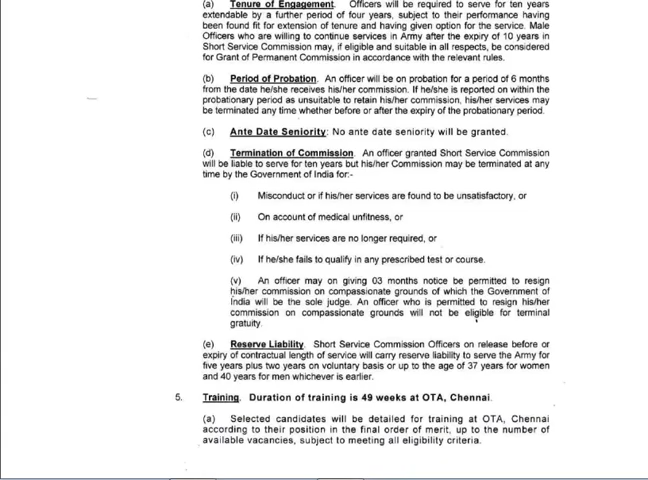 (a) Tenure of Engagement. Officers will be required to serve for ten years
extendable by a further period of four years, subject to their performance having
been found fit for extension of tenure and having given option for the service. Male
Officers who are willing to continue services in Army after the expiry of 10 years in
Short Service Commission may, if eligible and suitable in all respects, be considered
for Grant of Permanent Commission in accordance with the relevant rules.
(b) Period of Probation. An officer will be on probation for a period of 6 months
from the date he/she receives his/her commission. If he/she is reported on within the
probationary period as unsuitable to retain his/her commission, his/her services may
be terminated any time whether before or after the expiry of the probationary period.
(c) Ante Date Seniority: No ante date seniority will be granted.
(d) Termination of Commission. An officer granted Short Service Commission
will be liable to serve for ten years but his/her Commission may be terminated at any
time by the Government of India for:-
(i) Misconduct or if his/her services are found to be unsatisfactory, or
(ii) On account of medical unfitness, or
(iii) If his/her services are no longer required, or
(iv) If he/she fails to qualify in any prescribed test or course.
(v) An officer may on giving 03 months notice be permitted to resign
his/her commission on compassionate grounds of which the Government of
India will be the sole judge. An officer who is permitted to resign his/her
commission on compassionate grounds will not be eligible for terminal
gratuity.
(e) Reserve Liability. Short Service Commission Officers on release before or
expiry of contractual length of service will carry reserve liability to serve the Army for
five years plus two years on voluntary basis or up to the age of 37 years for women
and 40 years for men whichever is earlier.
5. Training. Duration of training is 49 weeks at OTA, Chennai.
(a) Selected candidates will be detailed for training at OTA, Chennai
according to their position in the final order of merit, up to the number of
available vacancies, subject to meeting all eligibility criteria.